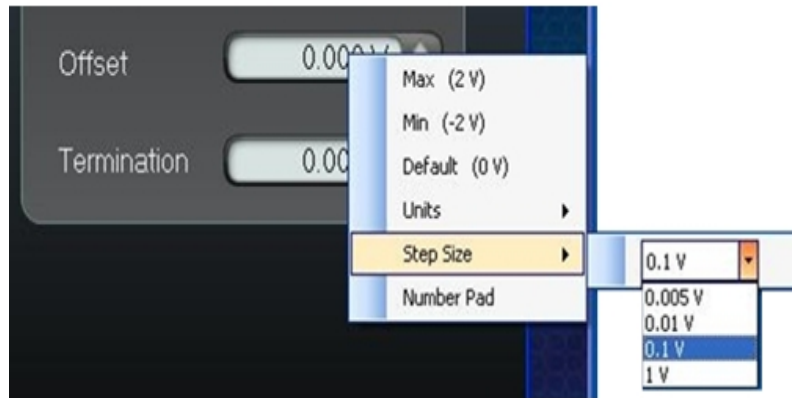 Offset
0.000 V
Termination
0.00
Max (2 V)
Min (-2 V)
Default (0 V)
Units
Step Size
Number Pad
0.1 V
0.005 V
0.01 V
0.1 V
1 V